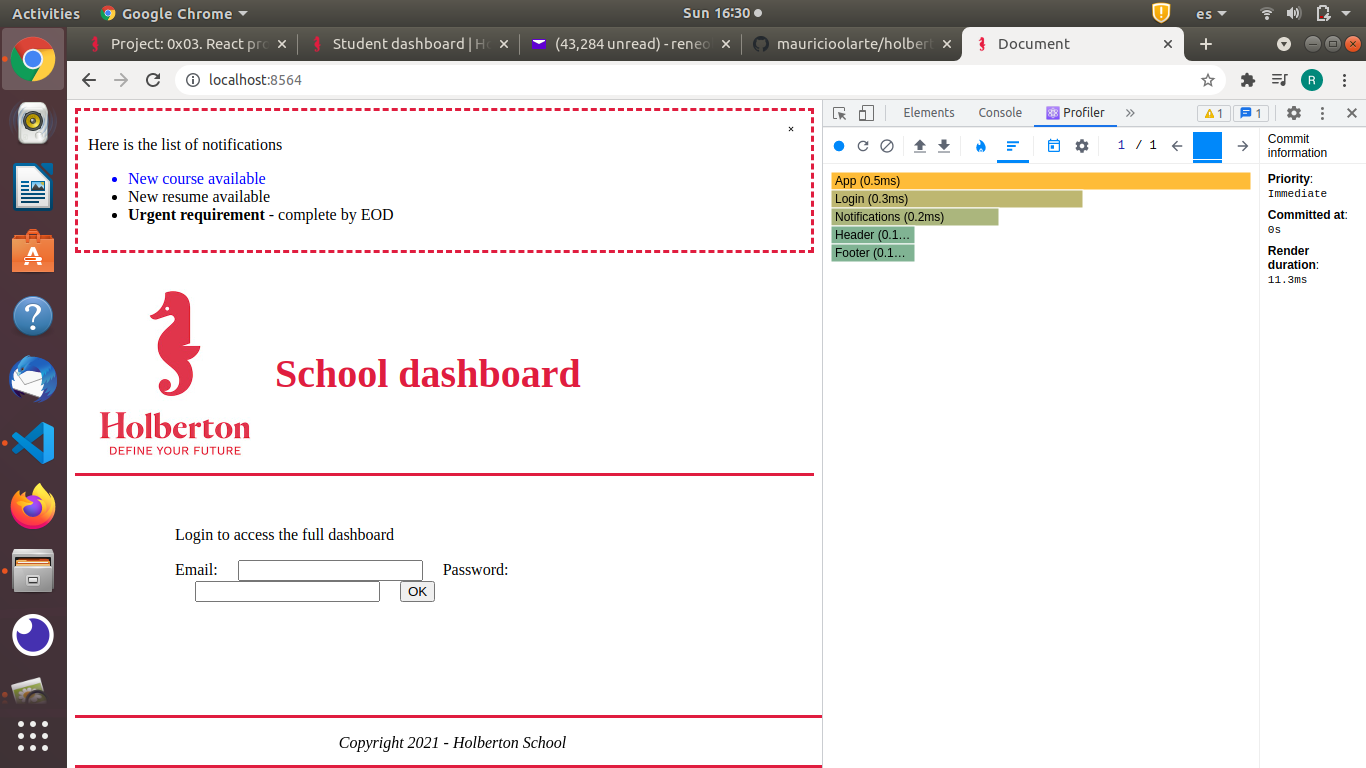 Activities Google Chrome Sun 16:30 es
Project: 0x03. React pro
Student dashboard | Ho
(43,284 unread) - reneo
mauricioolarte/holbert
Document
localhost:8564
R
Elements Console Profiler 1 1
1 / 1
Commit information
Priority:
Immediate
Committed at:
0s
Render duration:
11.3ms
App (0.5ms)
Login (0.3ms)
Notifications (0.2ms)
Header (0.1…
Footer (0.1…
Here is the list of notifications
New course available
New resume available
Urgent requirement - complete by EOD
Holberton
DEFINE YOUR FUTURE
School dashboard
Login to access the full dashboard
Email: Password:
OK
Copyright 2021 - Holberton School